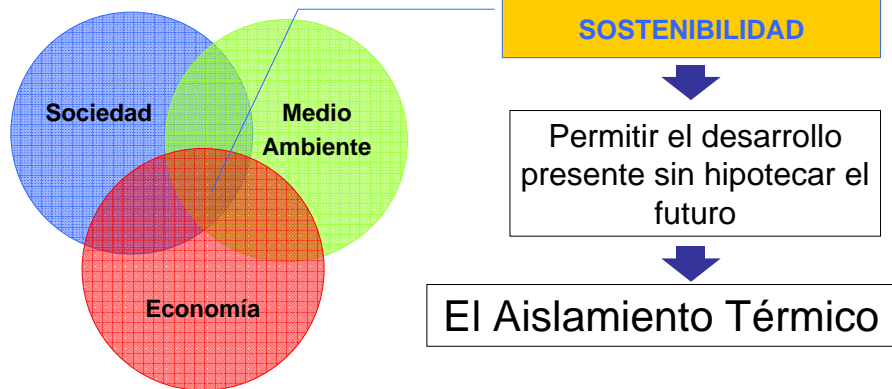 SOSTENIBILIDAD
Sociedad
Medio
Ambiente
Economía
Permitir el desarrollo
presente sin hipotecar el
futuro
El Aislamiento Térmico